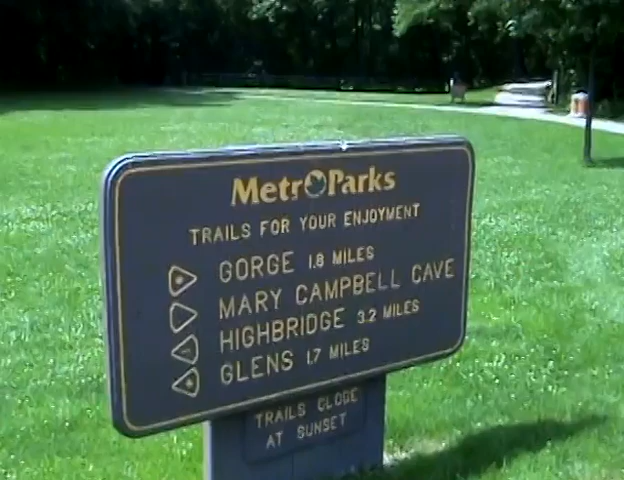 MetroParks
TRAILS FOR YOUR ENJOYMENT
GORGE 1.8 MILES
MARY CAMPBELL CAVE
HIGHBRIDGE 3.2 MILES
GLENS 1.7 MILES
TRAILS CLOSE
AT SUNSET